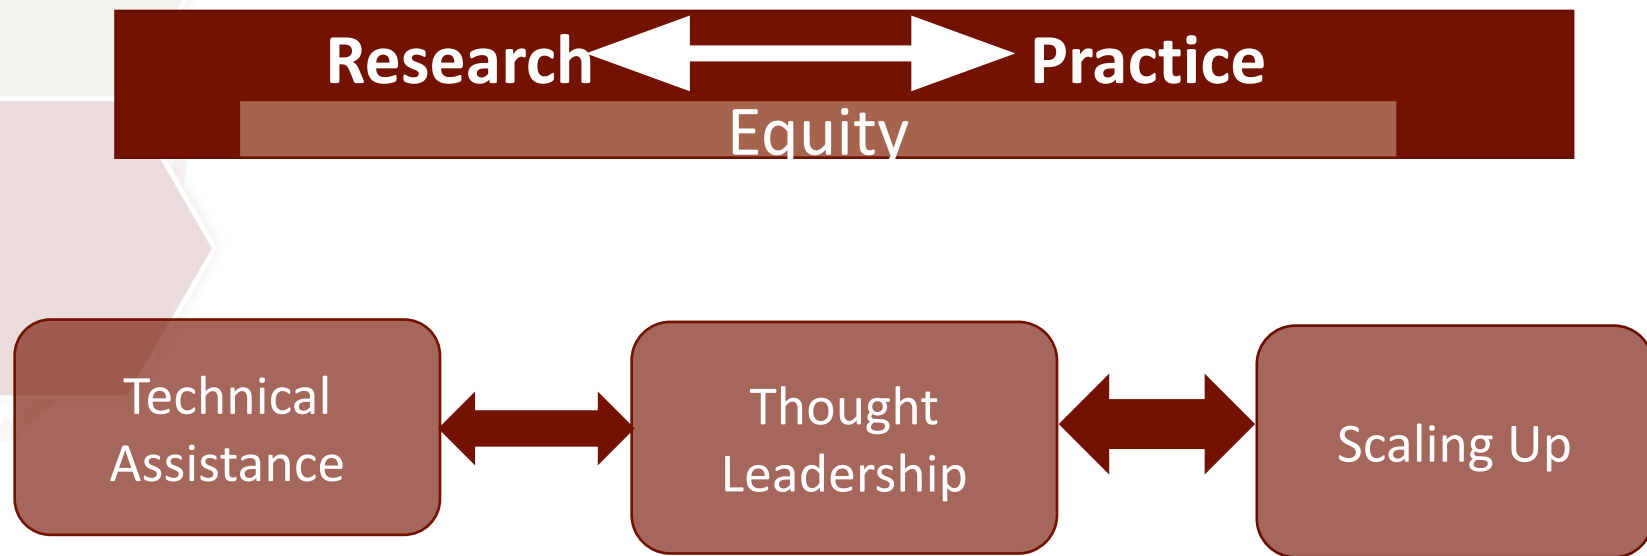 Research Practice
Equity
Technical
Assistance
Thought
Leadership
Scaling Up